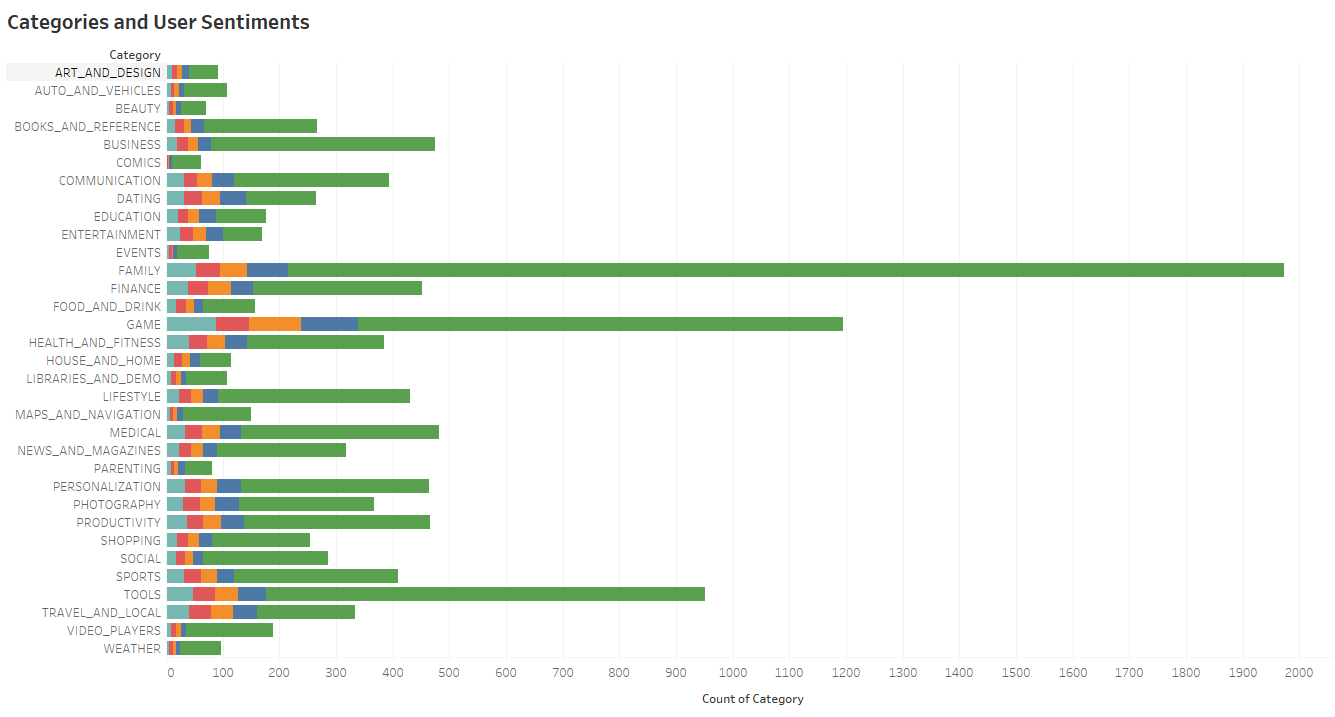 Categories and User Sentiments
Category
ART_AND_DESIGN
AUTO_AND_VEHICLES
BEAUTY
BOOKS_AND_REFERENCE
BUSINESS
COMICS
COMMUNICATION
DATING
EDUCATION
ENTERTAINMENT
EVENTS
FAMILY
FINANCE
FOOD_AND_DRINK
GAME
HEALTH_AND_FITNESS
HOUSE_AND_HOME
LIBRARIES_AND_DEMO
LIFESTYLE
MAPS_AND_NAVIGATION
MEDICAL
NEWS_AND_MAGAZINES
PARENTING
PERSONALIZATION
PHOTOGRAPHY
PRODUCTIVITY
SHOPPING
SOCIAL
SPORTS
TOOLS
TRAVEL_AND_LOCAL
VIDEO_PLAYERS
WEATHER
0 100 200 300 400 500 600 700 800 900 1000 1100 1200 1300 1400 1500 1600 1700 1800 1900 2000
Count of Category